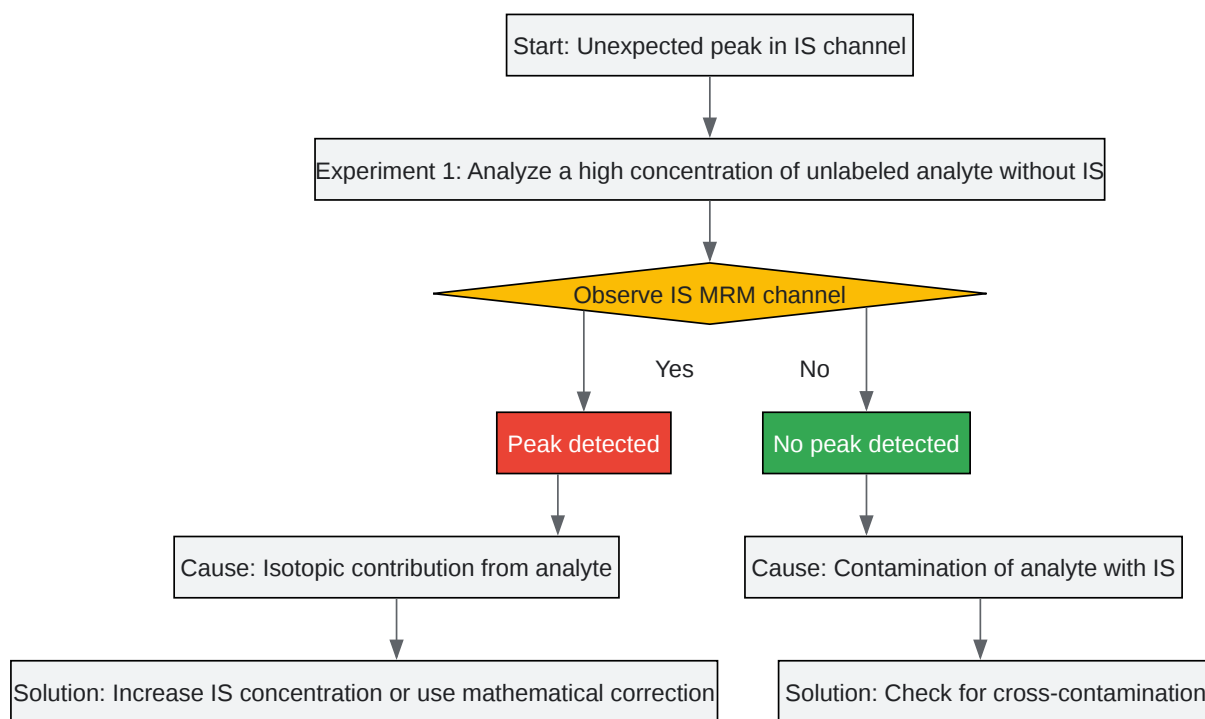 Start: Unexpected peak in IS channel
Experiment 1: Analyze a high concentration of unlabeled analyte without IS
Observe IS MRM channel
Yes
No
Peak detected
No peak detected
Cause: Isotopic contribution from analyte
Cause: Contamination of analyte with IS
Solution: Increase IS concentration or use mathematical correction
Solution: Check for cross-contamination